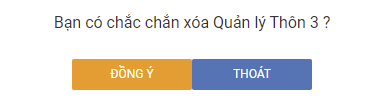 Bạn có chắc chắn xóa Quản lý Thôn 3 ?
ĐỒNG Ý THOÁT